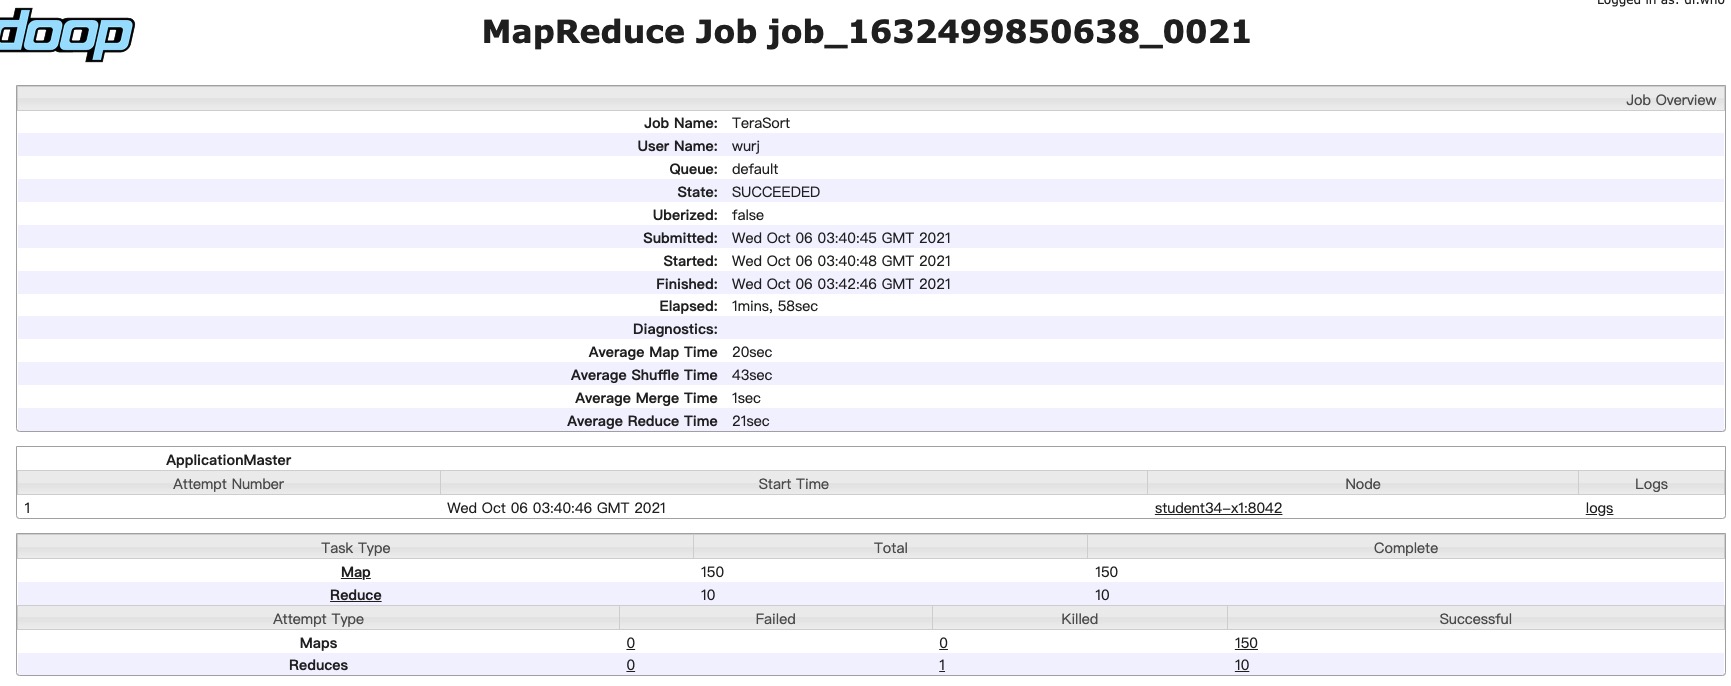 Logged in as: dr.who
doop
MapReduce Job job_1632499850638_0021
Job Overview
Job Name: TeraSort
User Name: wurj
Queue: default
State: SUCCEEDED
Uberized: false
Submitted: Wed Oct 06 03:40:45 GMT 2021
Started: Wed Oct 06 03:40:48 GMT 2021
Finished: Wed Oct 06 03:42:46 GMT 2021
Elapsed: 1mins, 58sec
Diagnostics:
Average Map Time 20sec
Average Shuffle Time 43sec
Average Merge Time 1sec
Average Reduce Time 21sec
ApplicationMaster
Attempt Number Start Time Node Logs
1 Wed Oct 06 03:40:46 GMT 2021 student34-x1:8042 logs
Task Type Total Complete
Map 150 150
Reduce 10 10
Attempt Type Failed Killed Successful
Maps 0 0 150
Reduces 0 1 10